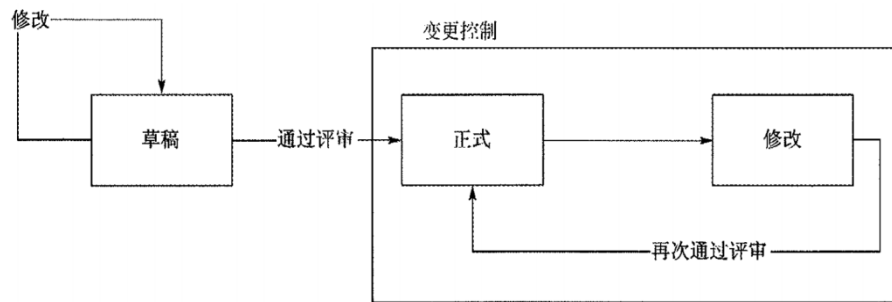 修改
变更控制
草稿
通过评审
正式
修改
再次通过评审